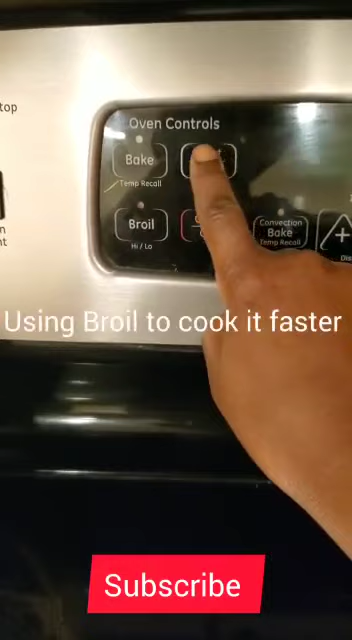 top
Oven Controls
Bake
Temp Recall
Broil
Hi / Lo
Convection
Bake
Temp Recall
+
n
nt
Using Broil to cook it faster
Subscribe